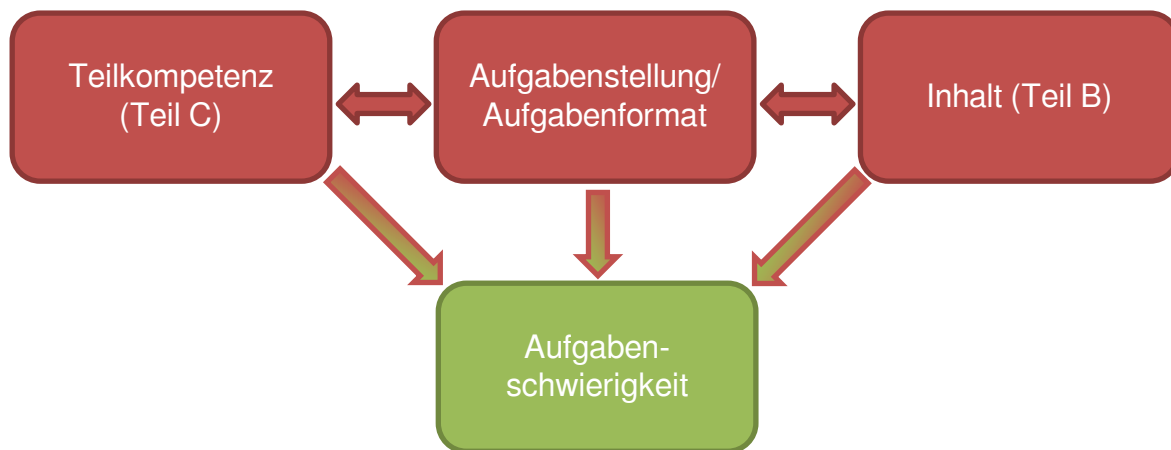 Teilkompetenz
(Teil C)
Aufgabenstellung/
Aufgabenformat
Inhalt (Teil B)
Aufgaben-
schwierigkeit